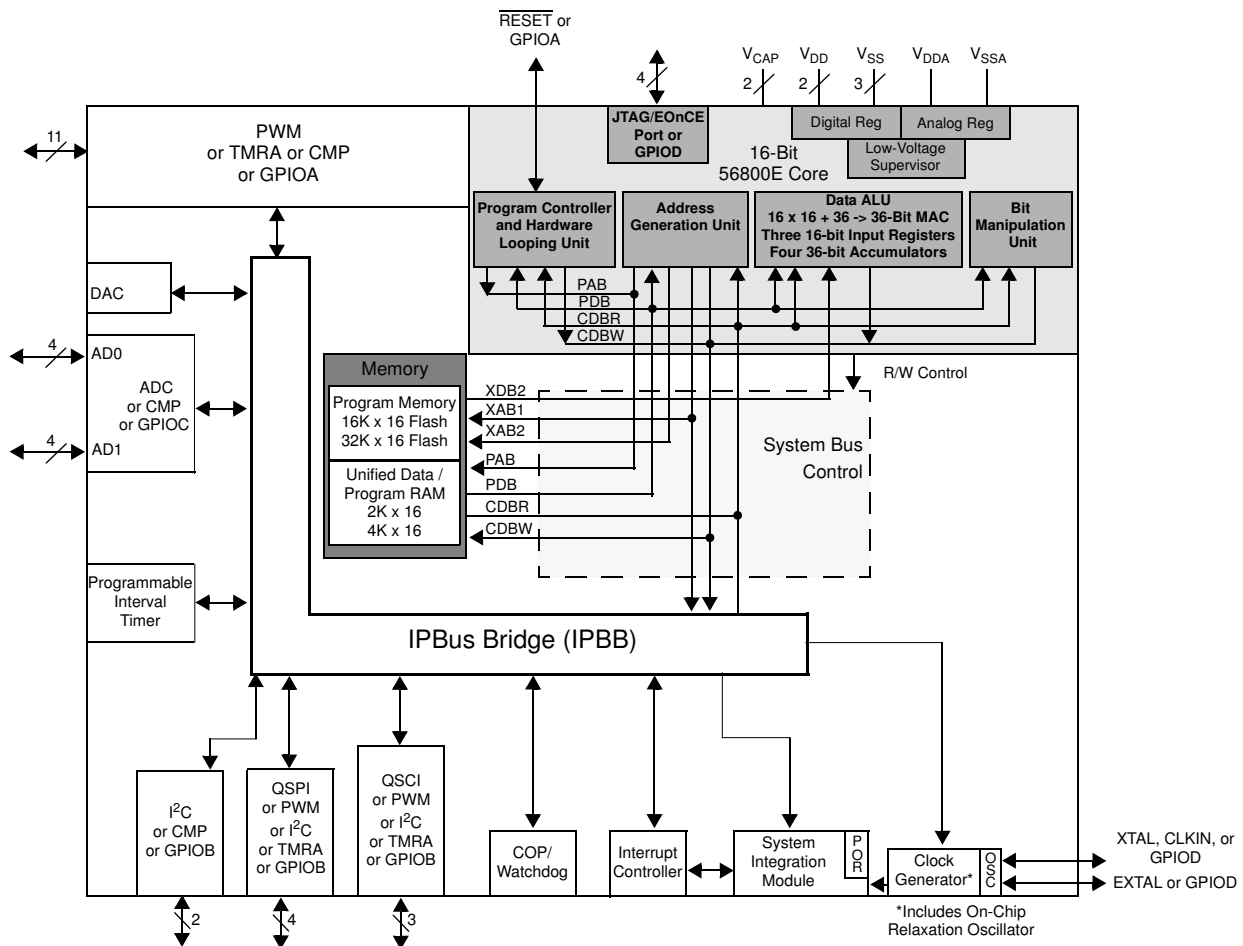 RESET or
GPIOA
4
VCAP
VDD
VSS
VDDA
VSSA
2
2
3
11
PWM
or TMRA or CMP
or GPIOA
JTAG/EOnCE
Port or
GPIOD
Digital Reg
Analog Reg
Low-Voltage
Supervisor
16-Bit
56800E Core
Program Controller
and Hardware
Looping Unit
Address
Generation Unit
Data ALU
16 x 16 + 36 -> 36-Bit MAC
Three 16-bit Input Registers
Four 36-bit Accumulators
Bit
Manipulation
Unit
PAB
PDB
CDBR
CDBW
DAC
4
AD0
ADC
or CMP
or GPIOC
4
AD1
Memory
Program Memory
16K x 16 Flash
32K x 16 Flash
Unified Data /
Program RAM
2K x 16
4K x 16
R/W Control
XDB2
XAB1
XAB2
PAB
PDB
CDBR
CDBW
System Bus
Control
Programmable
Interval
Timer
IPBus Bridge (IPBB)
I2C
or CMP
or GPIOB
2
QSPI
or PWM
or I2C
or TMRA
or GPIOB
4
QSCI
or PWM
or I2C
or TMRA
or GPIOB
3
COP/
Watchdog
Interrupt
Controller
System
Integration
Module
POR
Clock
Generator*
OSC
XTAL, CLKIN, or
GPIOD
EXTAL or GPIOD
*Includes On-Chip
Relaxation Oscillator